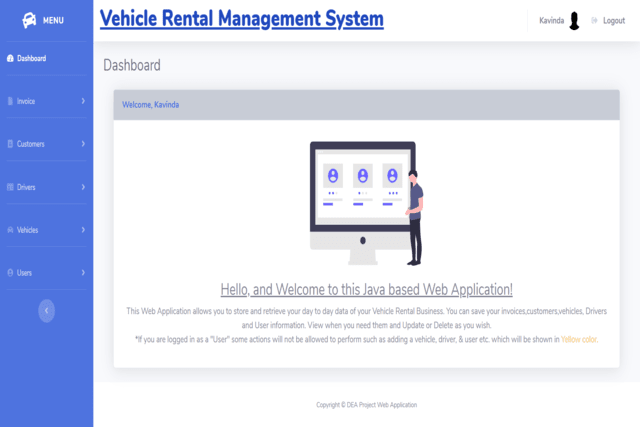 MENU
Vehicle Rental Management System
Kavinda
Logout
Dashboard
Invoice
Customers
Drivers
Vehicles
Users
Dashboard
Welcome, Kavinda
Hello, and Welcome to this Java based Web Application!
This Web Application allows you to store and retrieve your day to day data of your Vehicle Rental Business. You can save your invoices,customers,vehicles, Drivers
and User information. View when you need them and Update or Delete as you wish.
*If you are logged in as a "User" some actions will not be allowed to perform such as adding a vehicle, driver, & user etc. which will be shown in Yellow color.
Copyright © DEA Project Web Application